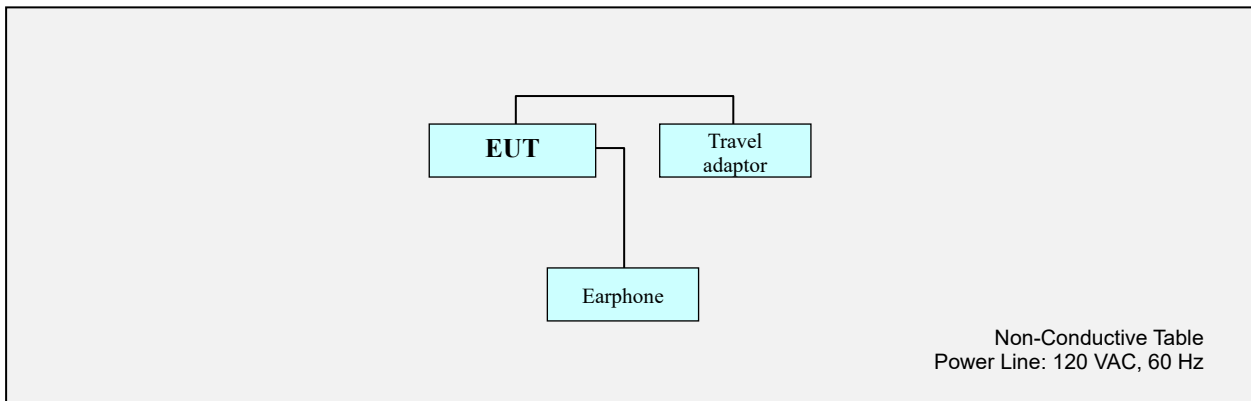 EUT
Travel
adaptor
Earphone
Non-Conductive Table
Power Line: 120 VAC, 60 Hz